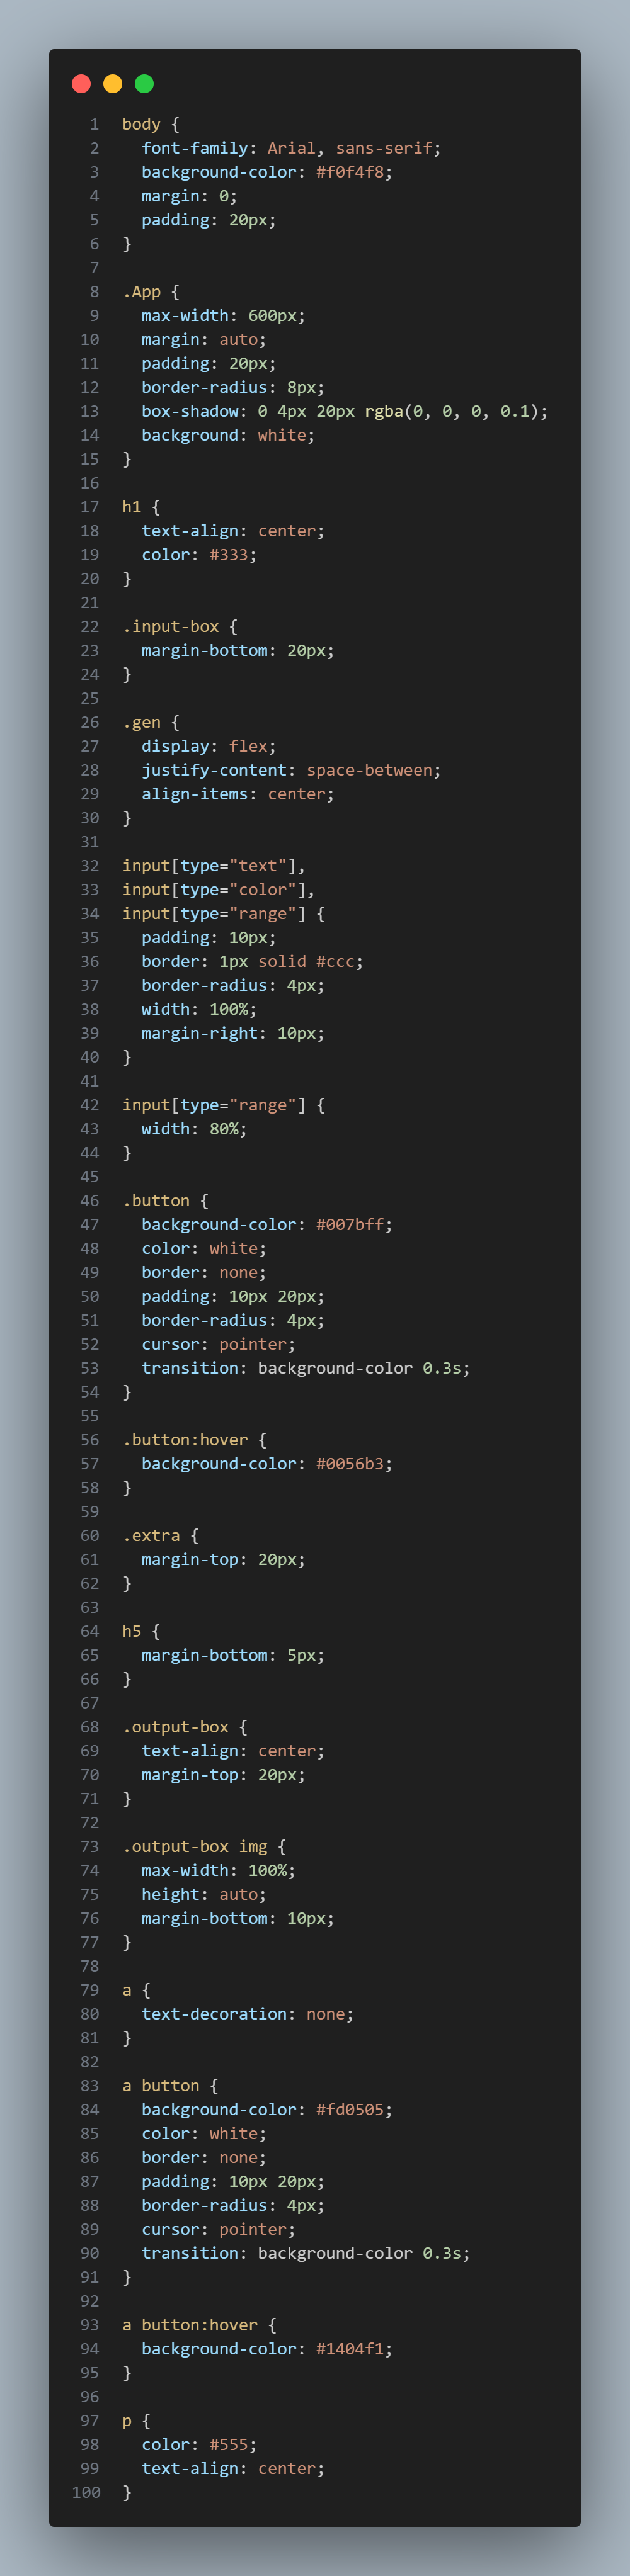 1 body {
2   font-family: Arial, sans-serif;
3   background-color: #f0f4f8;
4   margin: 0;
5   padding: 20px;
6 }
7
8 .App {
9   max-width: 600px;
10   margin: auto;
11   padding: 20px;
12   border-radius: 8px;
13   box-shadow: 0 4px 20px rgba(0, 0, 0, 0.1);
14   background: white;
15 }
16
17 h1 {
18   text-align: center;
19   color: #333;
20 }
21
22 .input-box {
23   margin-bottom: 20px;
24 }
25
26 .gen {
27   display: flex;
28   justify-content: space-between;
29   align-items: center;
30 }
31
32 input[type="text"],
33 input[type="color"],
34 input[type="range"] {
35   padding: 10px;
36   border: 1px solid #ccc;
37   border-radius: 4px;
38   width: 100%;
39   margin-right: 10px;
40 }
41
42 input[type="range"] {
43   width: 80%;
44 }
45
46 .button {
47   background-color: #007bff;
48   color: white;
49   border: none;
50   padding: 10px 20px;
51   border-radius: 4px;
52   cursor: pointer;
53   transition: background-color 0.3s;
54 }
55
56 .button:hover {
57   background-color: #0056b3;
58 }
59
60 .extra {
61   margin-top: 20px;
62 }
63
64 h5 {
65   margin-bottom: 5px;
66 }
67
68 .output-box {
69   text-align: center;
70   margin-top: 20px;
71 }
72
73 .output-box img {
74   max-width: 100%;
75   height: auto;
76   margin-bottom: 10px;
77 }
78
79 a {
80   text-decoration: none;
81 }
82
83 a button {
84   background-color: #fd0505;
85   color: white;
86   border: none;
87   padding: 10px 20px;
88   border-radius: 4px;
89   cursor: pointer;
90   transition: background-color 0.3s;
91 }
92
93 a button:hover {
94   background-color: #1404f1;
95 }
96
97 p {
98   color: #555;
99   text-align: center;
100 }